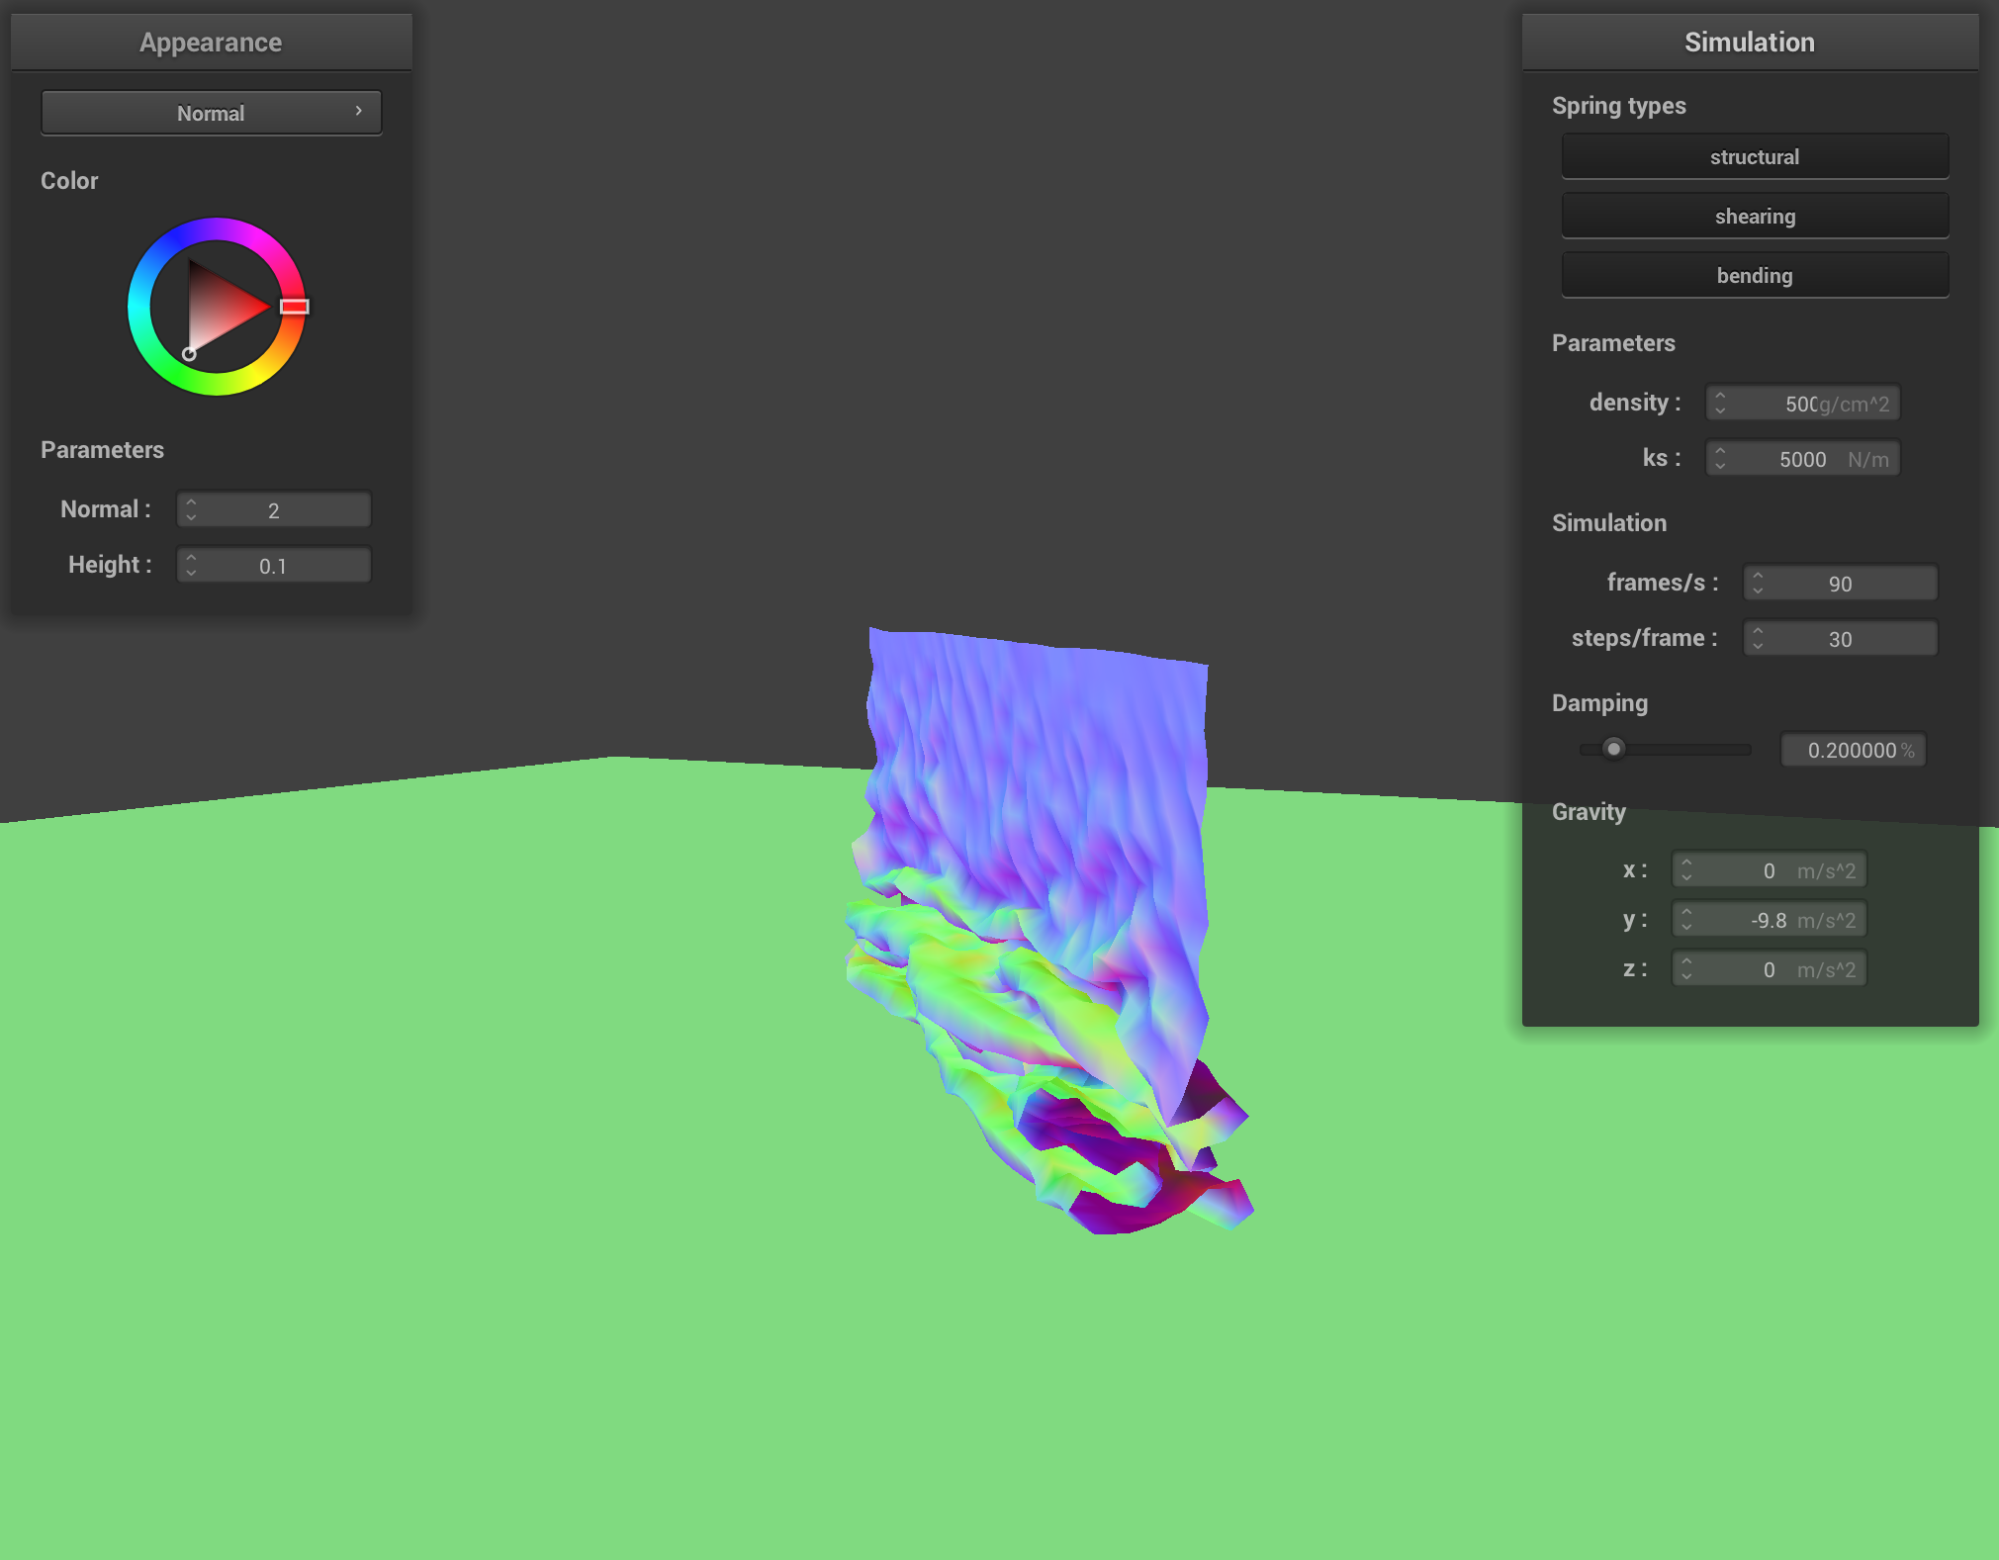 Appearance
Normal
Color
Parameters
Normal : 2
Height : 0.1
Simulation
Spring types
structural
shearing
bending
Parameters
density : g/cm^2
ks : 5000 N/m
Simulation
frames/s : 90
steps/frame : 30
Damping
0.200000 %
Gravity
x : 0 m/s^2
y : -9.8 m/s^2
z : 0 m/s^2